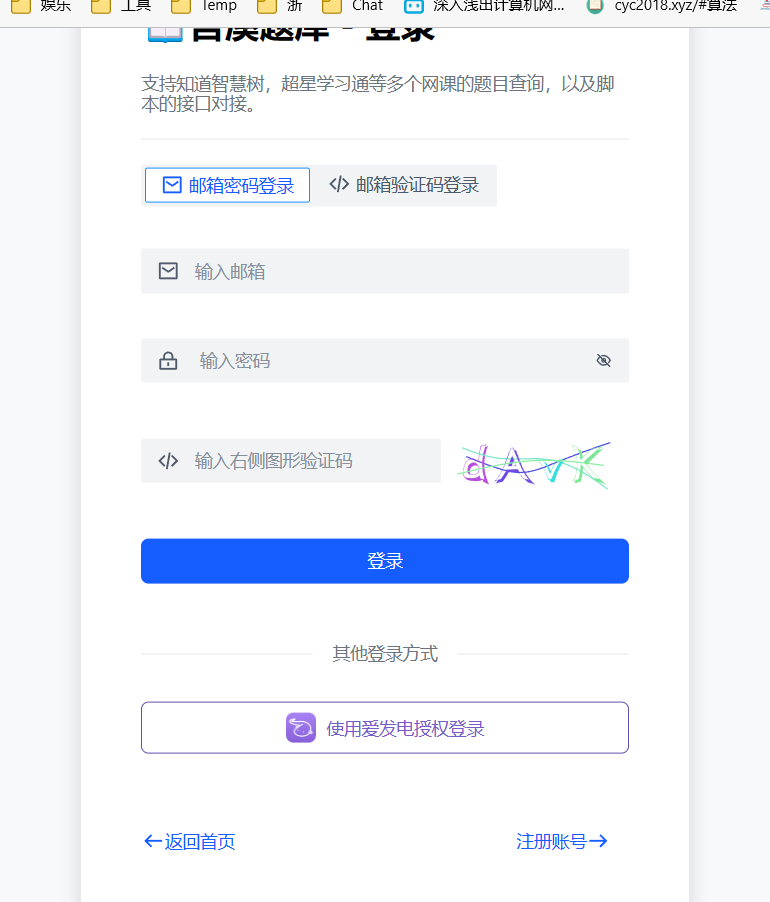 娱乐 工具 Temp 浙 Chat 深入浅出计算机网... cyc2018.xyz/#算法
言溪题库 - 登录
支持知道智慧树，超星学习通等多个网课的题目查询，以及脚
本的接口对接。
邮箱密码登录 邮箱验证码登录
输入邮箱
输入密码
输入右侧图形验证码 dAvK
登录
其他登录方式
使用爱发电授权登录
返回首页 注册账号